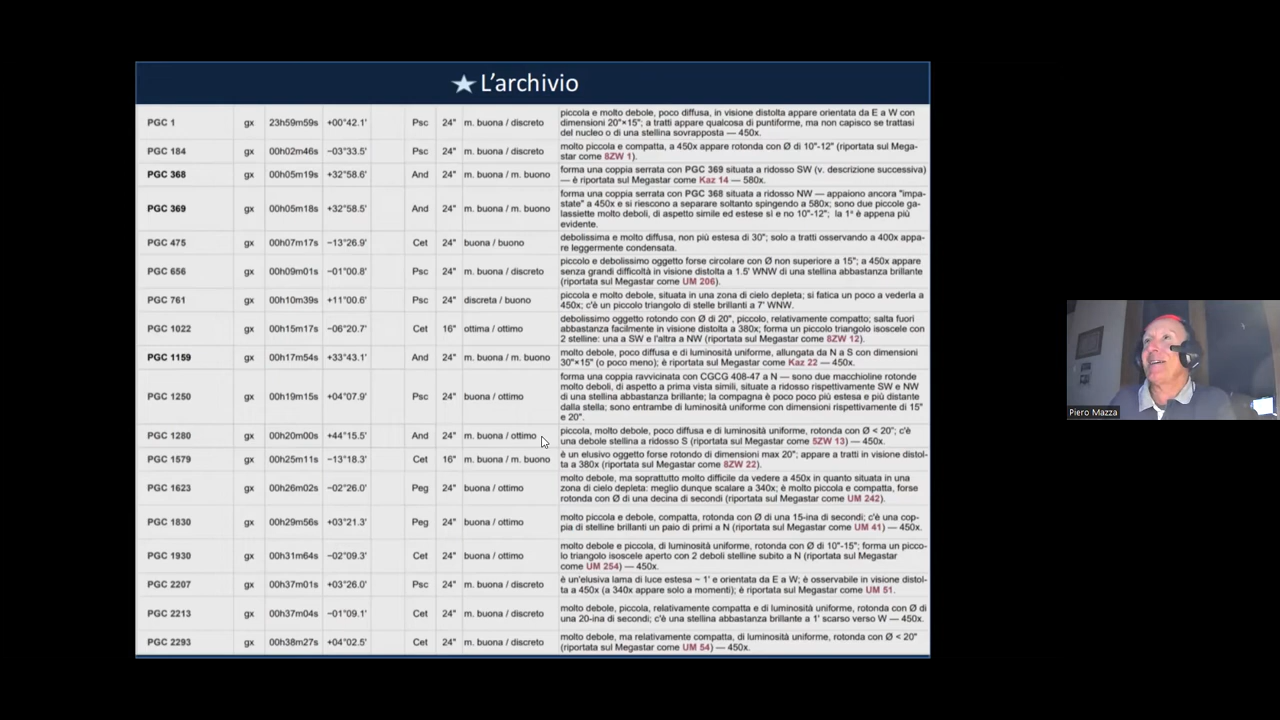 L'archivio
PGC 1 gx 23h59m59s +00°42.1' Psc 24" m. buona / discreto piccola e molto debole, poco diffusa, in visione distolta appare orientata da E a W con
dimensioni 20"×15"; a tratti appare qualcosa di puntiforme, ma non capisco se trattasi
del nucleo o di una stellina sovrapposta — 450x.
PGC 184 gx 00h02m46s −03°33.5' Psc 24" m. buona / discreto molto piccola e compatta, a 450x appare rotonda con Ø di 10"-12" (riportata sul Mega-
star come 8ZW 1).
PGC 368 gx 00h05m19s +32°58.6' And 24" m. buona / m. buono forma una coppia serrata con PGC 369 situata a ridosso SW (v. descrizione successiva)
— è riportata sul Megastar come Kaz 14 — 580x.
PGC 369 gx 00h05m18s +32°58.5' And 24" m. buona / m. buono forma una coppia serrata con PGC 368 situata a ridosso NW — appaiono ancora "impa-
state" a 450x e si riescono a separare soltanto spingendo a 580x; sono due piccole ga-
lassiette molto deboli, di aspetto simile ed estese sì e no 10"-12"; la 1ª è appena più
evidente.
PGC 475 gx 00h07m17s −13°26.9' Cet 24" buona / buono debolissima e molto diffusa, non più estesa di 30"; solo a tratti osservando a 400x appa-
re leggermente condensata.
PGC 656 gx 00h09m01s −01°00.8' Psc 24" m. buona / discreto piccolo e debolissimo oggetto forse circolare con Ø non superiore a 15"; a 450x appare
senza grandi difficoltà in visione distolta a 1.5' WNW di una stellina abbastanza brillante
(riportata sul Megastar come UM 206).
PGC 761 gx 00h10m39s +11°00.6' Psc 24" discreta / buono piccola e molto debole, situata in una zona di cielo depleta; si fatica un poco a vederla a
450x; c'è un piccolo triangolo di stelle brillanti a 7' WNW.
PGC 1022 gx 00h15m17s −06°20.7' Cet 16" ottima / ottimo debolissimo oggetto rotondo con Ø di 20", piccolo, relativamente compatto; salta fuori
abbastanza facilmente in visione distolta a 380x; forma un piccolo triangolo isoscele con
2 stelline: una a SW e l'altra a NW (riportata sul Megastar come 8ZW 12).
PGC 1159 gx 00h17m54s +33°43.1' And 24" m. buona / m. buono molto debole, poco diffusa e di luminosità uniforme, allungata da N a S con dimensioni
30"×15" (o poco meno); è riportata sul Megastar come Kaz 22 — 450x.
PGC 1250 gx 00h19m15s +04°07.9' Psc 24" buona / ottimo forma una coppia ravvicinata con CGCG 408-47 a N — sono due macchioline rotonde
molto deboli, di aspetto a prima vista simili, situate a ridosso rispettivamente SW e NW
di una stellina abbastanza brillante; la compagna è poco poco più estesa e più distante
dalla stella; sono entrambe di luminosità uniforme con dimensioni rispettivamente di 15"
e 20".
PGC 1280 gx 00h20m00s +44°15.5' And 24" m. buona / ottimo piccola, molto debole, poco diffusa e di luminosità uniforme, rotonda con Ø < 20"; c'è
una debole stellina a ridosso S (riportata sul Megastar come 5ZW 13) — 450x.
PGC 1579 gx 00h25m11s −13°18.3' Cet 16" m. buona / m. buono è un elusivo oggetto forse rotondo di dimensioni max 20"; appare a tratti in visione distol-
ta a 380x (riportata sul Megastar come 8ZW 22).
PGC 1623 gx 00h26m02s −02°26.0' Peg 24" buona / ottimo molto debole, ma soprattutto molto difficile da vedere a 450x in quanto situata in una
zona di cielo depleta: meglio dunque scalare a 340x; è molto piccola e compatta, forse
rotonda con Ø di una decina di secondi (riportata sul Megastar come UM 242).
PGC 1830 gx 00h29m56s +03°21.3' Peg 24" buona / ottimo molto piccola e debole, compatta, rotonda con Ø di una 15-ina di secondi; c'è una cop-
pia di stelline brillanti un paio di primi a N (riportata sul Megastar come UM 41) — 450x.
PGC 1930 gx 00h31m64s −02°09.3' Cet 24" buona / ottimo molto debole e piccola, di luminosità uniforme, rotonda con Ø di 10"-15"; forma un picco-
lo triangolo isoscele aperto con 2 deboli stelline subito a N (riportata sul Megastar
come UM 254) — 450x.
PGC 2207 gx 00h37m01s +03°26.0' Psc 24" m. buona / discreto è un'elusiva lama di luce estesa ~ 1' e orientata da E a W; è osservabile in visione distol-
ta a 450x (a 340x appare solo a momenti); è riportata sul Megastar come UM 51.
PGC 2213 gx 00h37m04s −01°09.1' Cet 24" m. buona / discreto molto debole, piccola, relativamente compatta e di luminosità uniforme, rotonda con Ø di
una 20-ina di secondi; c'è una stellina abbastanza brillante a 1' scarso verso W — 450x.
PGC 2293 gx 00h38m27s +04°02.5' Cet 24" m. buona / discreto molto debole, ma relativamente compatta, di luminosità uniforme, rotonda con Ø < 20"
(riportata sul Megastar come UM 54) — 450x.
Piero Mazza